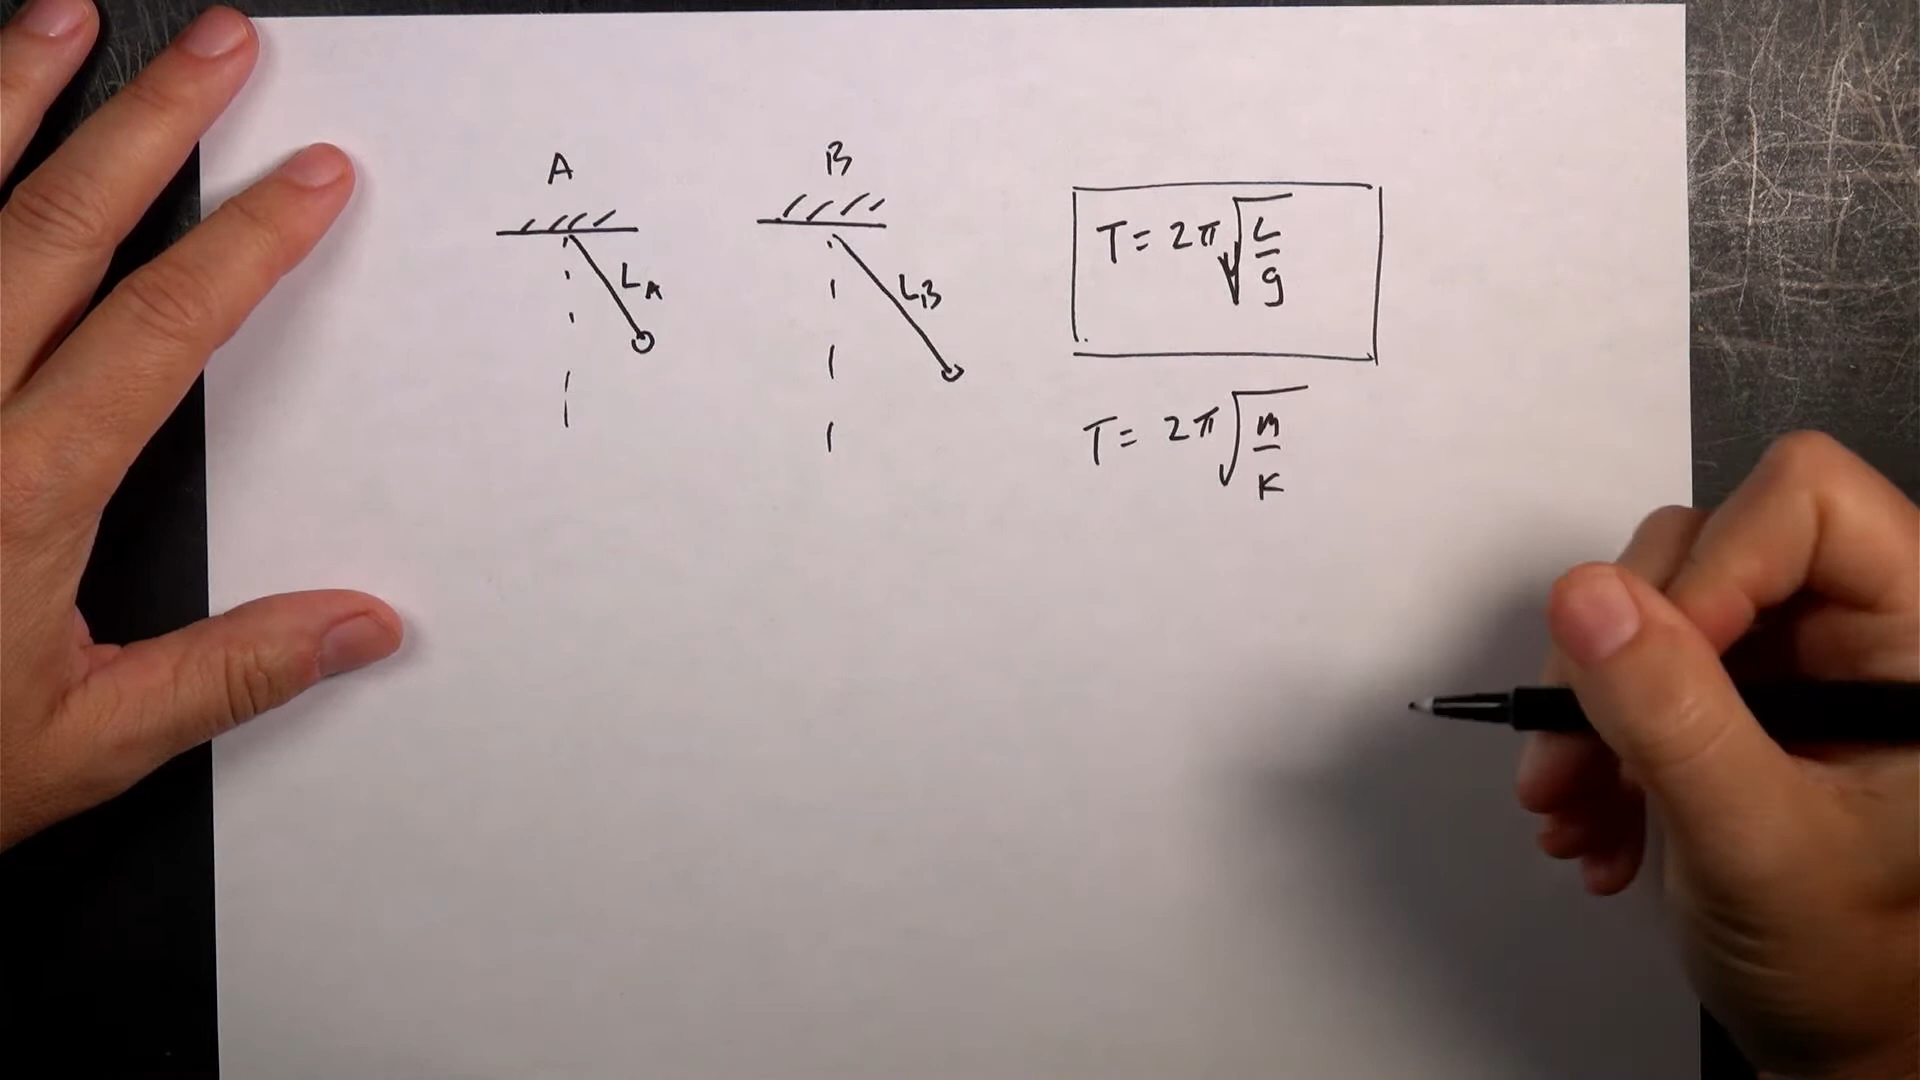 A
B
L_A
L_B
T = 2π √(L/g)
T = 2π √(m/K)